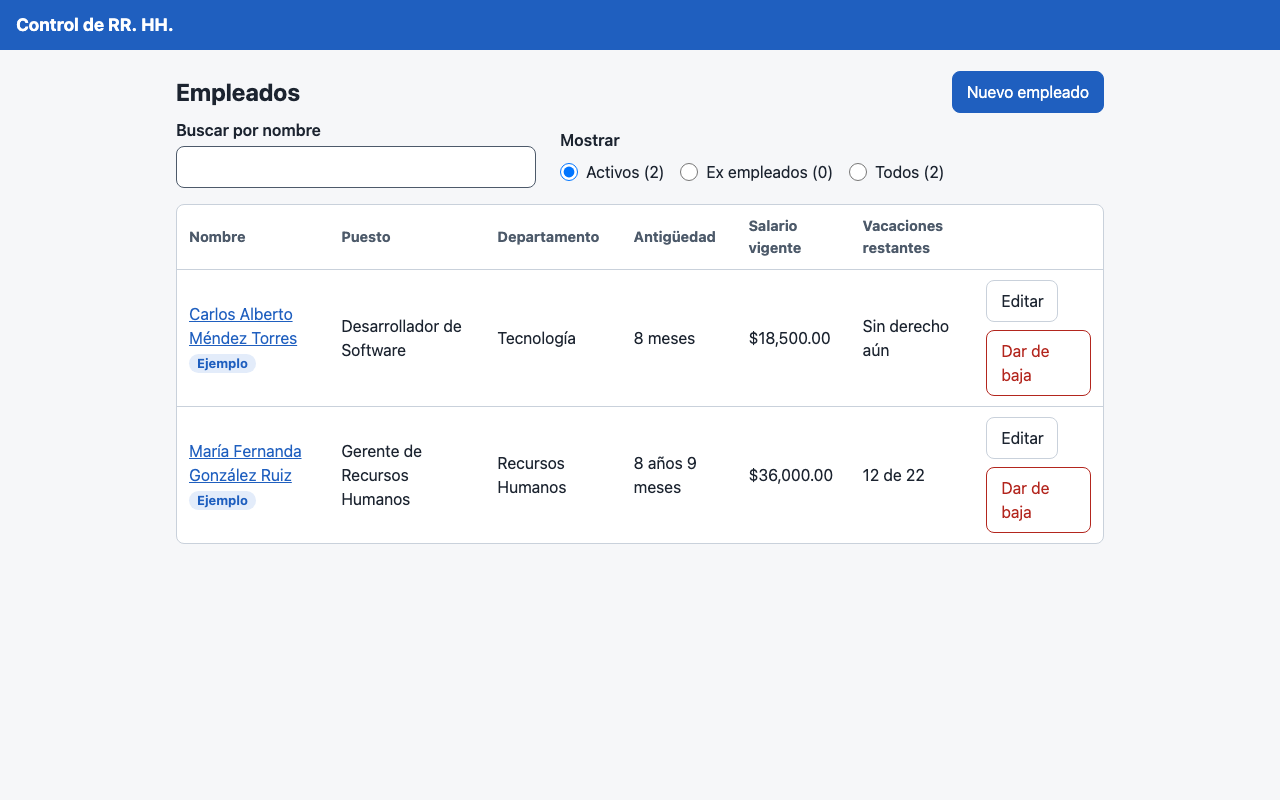 Control de RR. HH.
Empleados
Nuevo empleado
Buscar por nombre
Mostrar
Activos (2)
Ex empleados (0)
Todos (2)
Nombre
Puesto
Departamento
Antigüedad
Salario
vigente
Vacaciones
restantes
Carlos Alberto
Méndez Torres
Ejemplo
Desarrollador de
Software
Tecnología
8 meses
$18,500.00
Sin derecho
aún
Editar
Dar de
baja
María Fernanda
González Ruiz
Ejemplo
Gerente de
Recursos
Humanos
Recursos
Humanos
8 años 9
meses
$36,000.00
12 de 22
Editar
Dar de
baja